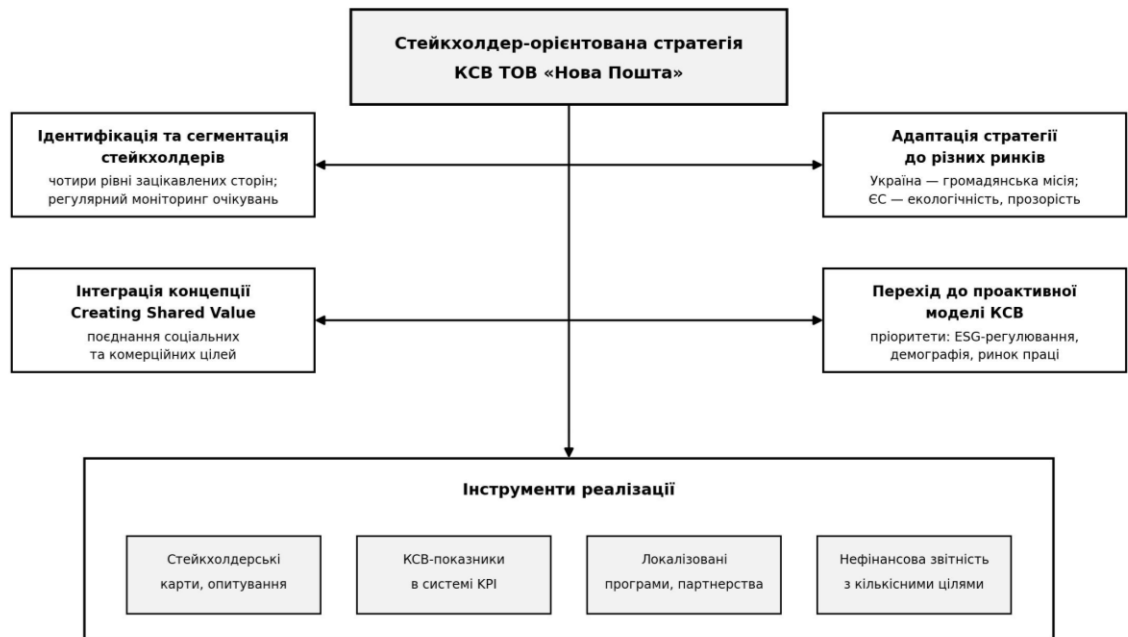 Стейкхолдер-орієнтована стратегія
КСВ ТОВ «Нова Пошта»
Ідентифікація та сегментація
стейкхолдерів
чотири рівні зацікавлених сторін;
регулярний моніторинг очікувань
Адаптація стратегії
до різних ринків
Україна — громадянська місія;
ЄС — екологічність, прозорість
Інтеграція концепції
Creating Shared Value
поєднання соціальних
та комерційних цілей
Перехід до проактивної
моделі КСВ
пріоритети: ESG-регулювання,
демографія, ринок праці
Інструменти реалізації
Стейкхолдерські
карти, опитування
КСВ-показники
в системі KPI
Локалізовані
програми, партнерства
Нефінансова звітність
з кількісними цілями